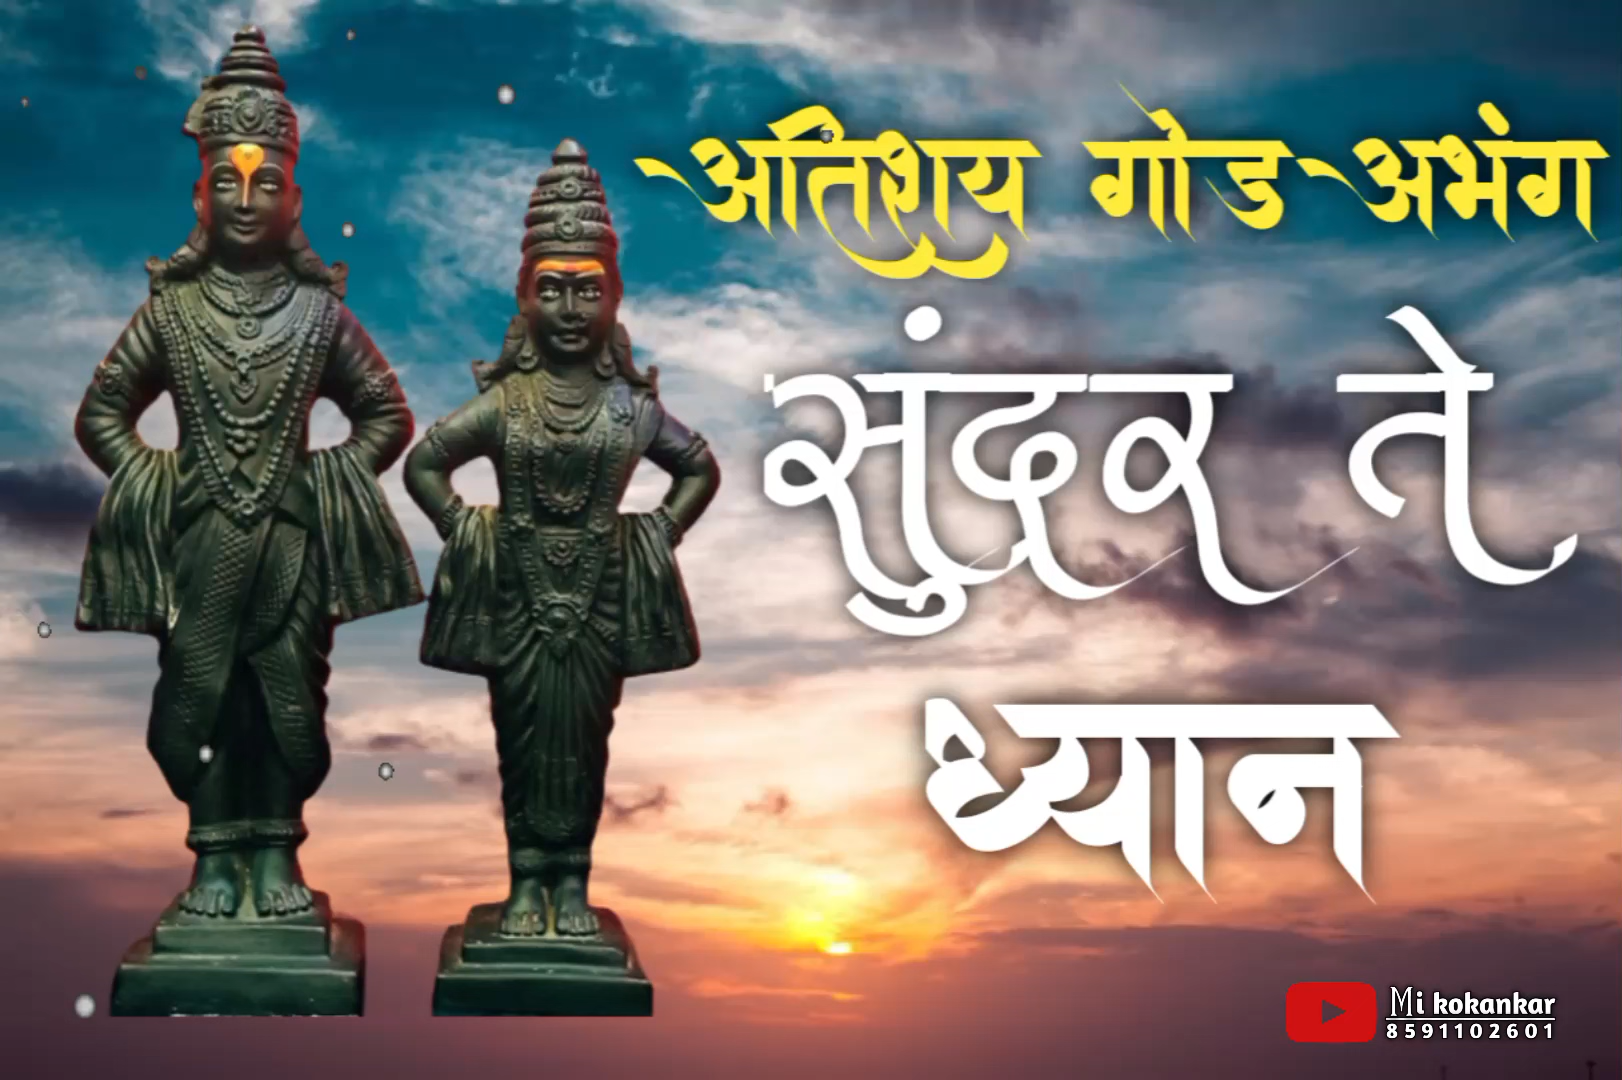 अतिशय गोड अभंग
सुंदर ते
ध्यान
Mi kokankar
8591102601